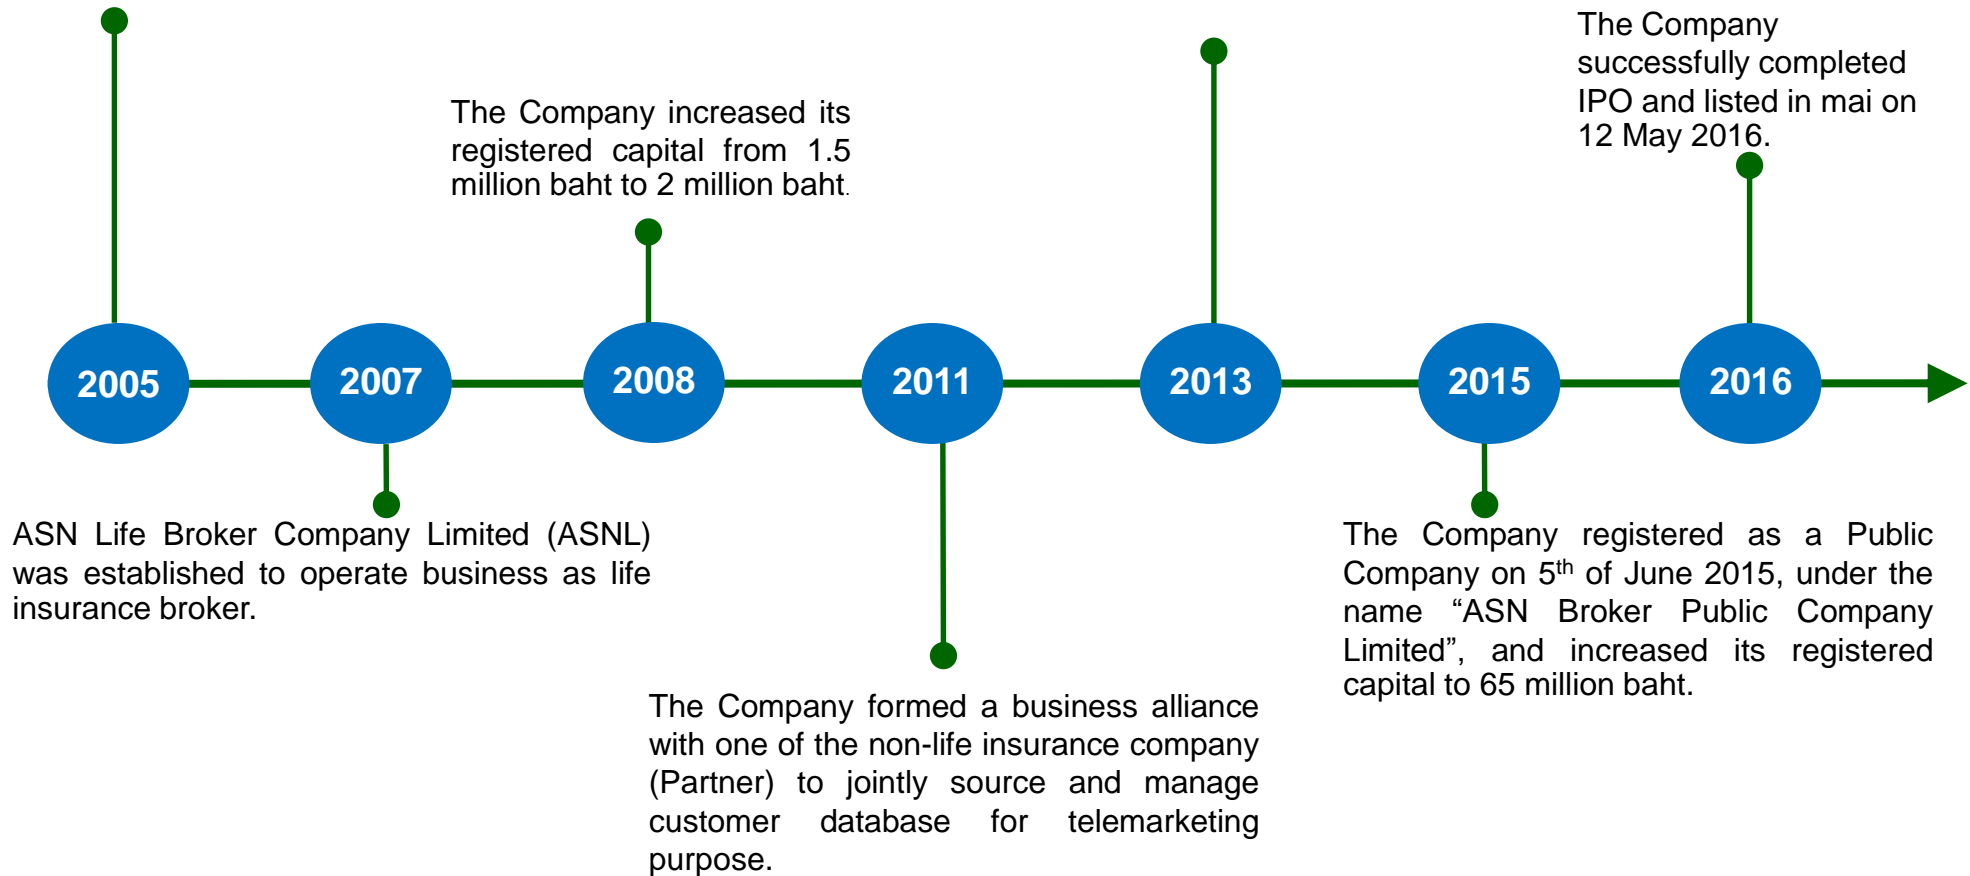 The Company
successfully completed
IPO and listed in mai on
12 May 2016.
The Company increased its
registered capital from 1.5
million baht to 2 million baht.
2005
2007
2008
2011
2013
2015
2016
ASN Life Broker Company Limited (ASNL)
was established to operate business as life
insurance broker.
The Company registered as a Public
Company on 5th of June 2015, under the
name “ASN Broker Public Company
Limited”, and increased its registered
capital to 65 million baht.
The Company formed a business alliance
with one of the non-life insurance company
(Partner) to jointly source and manage
customer database for telemarketing
purpose.